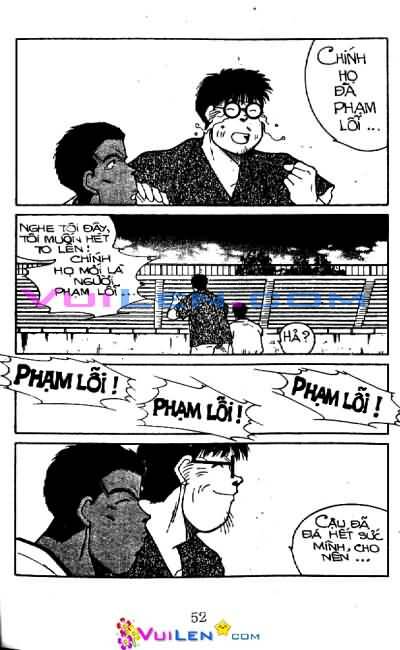 CHÍNH
HỌ
ĐÃ
PHẠM
LỖI ...
NGHE TÔI ĐÂY,
TÔI MUỐN HÉT
TO LÊN!
CHÍNH
HỌ MỚI LÀ
NGƯỜI
PHẠM LỖI ...
VUILEN.COM
HẢ?
PHẠM LỖI!
PHẠM LỖI!
PHẠM LỖI!
CẬU ĐÃ
ĐÁ HẾT SỨC
MÌNH, CHO
NÊN ...
52
VUILEN.COM